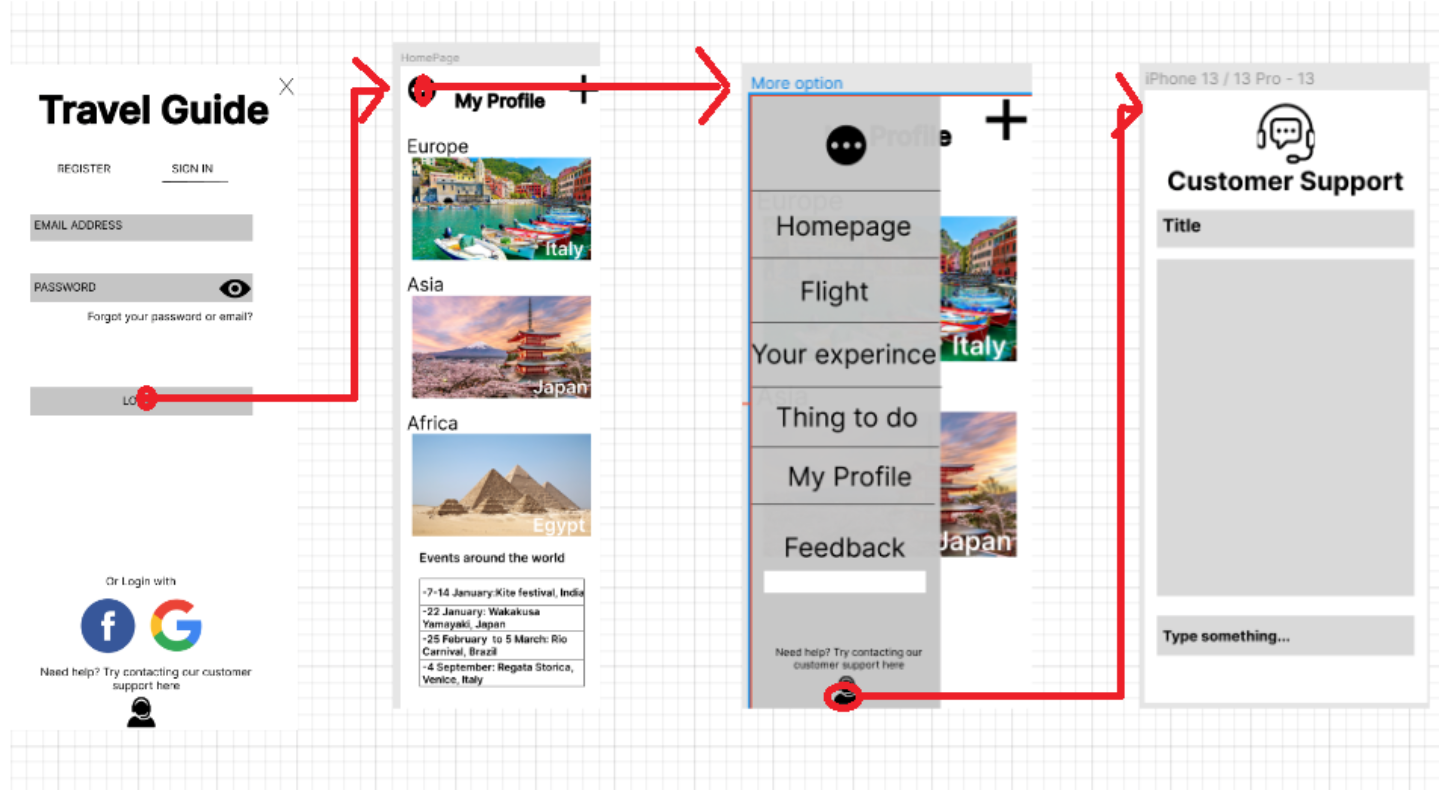 Travel Guide
REGISTER
SIGN IN
EMAIL ADDRESS
PASSWORD
Forgot your password or email?
LO
Or Login with
f
G
Need help? Try contacting our customer
support here
HomePage
My Profile
Europe
Italy
Asia
Japan
Africa
Egypt
Events around the world
-7-14 January:Kite festival, India
-22 January: Wakakusa
Yamayaki, Japan
-25 February to 5 March: Rio
Carnival, Brazil
-4 September: Regata Storica,
Venice, Italy
More option
My Profile
Europe
Homepage
Flight
Your experince
Italy
Asia
Thing to do
My Profile
Japan
Feedback
Need help? Try contacting our
customer support here
iPhone 13 / 13 Pro - 13
Customer Support
Title
Type something...